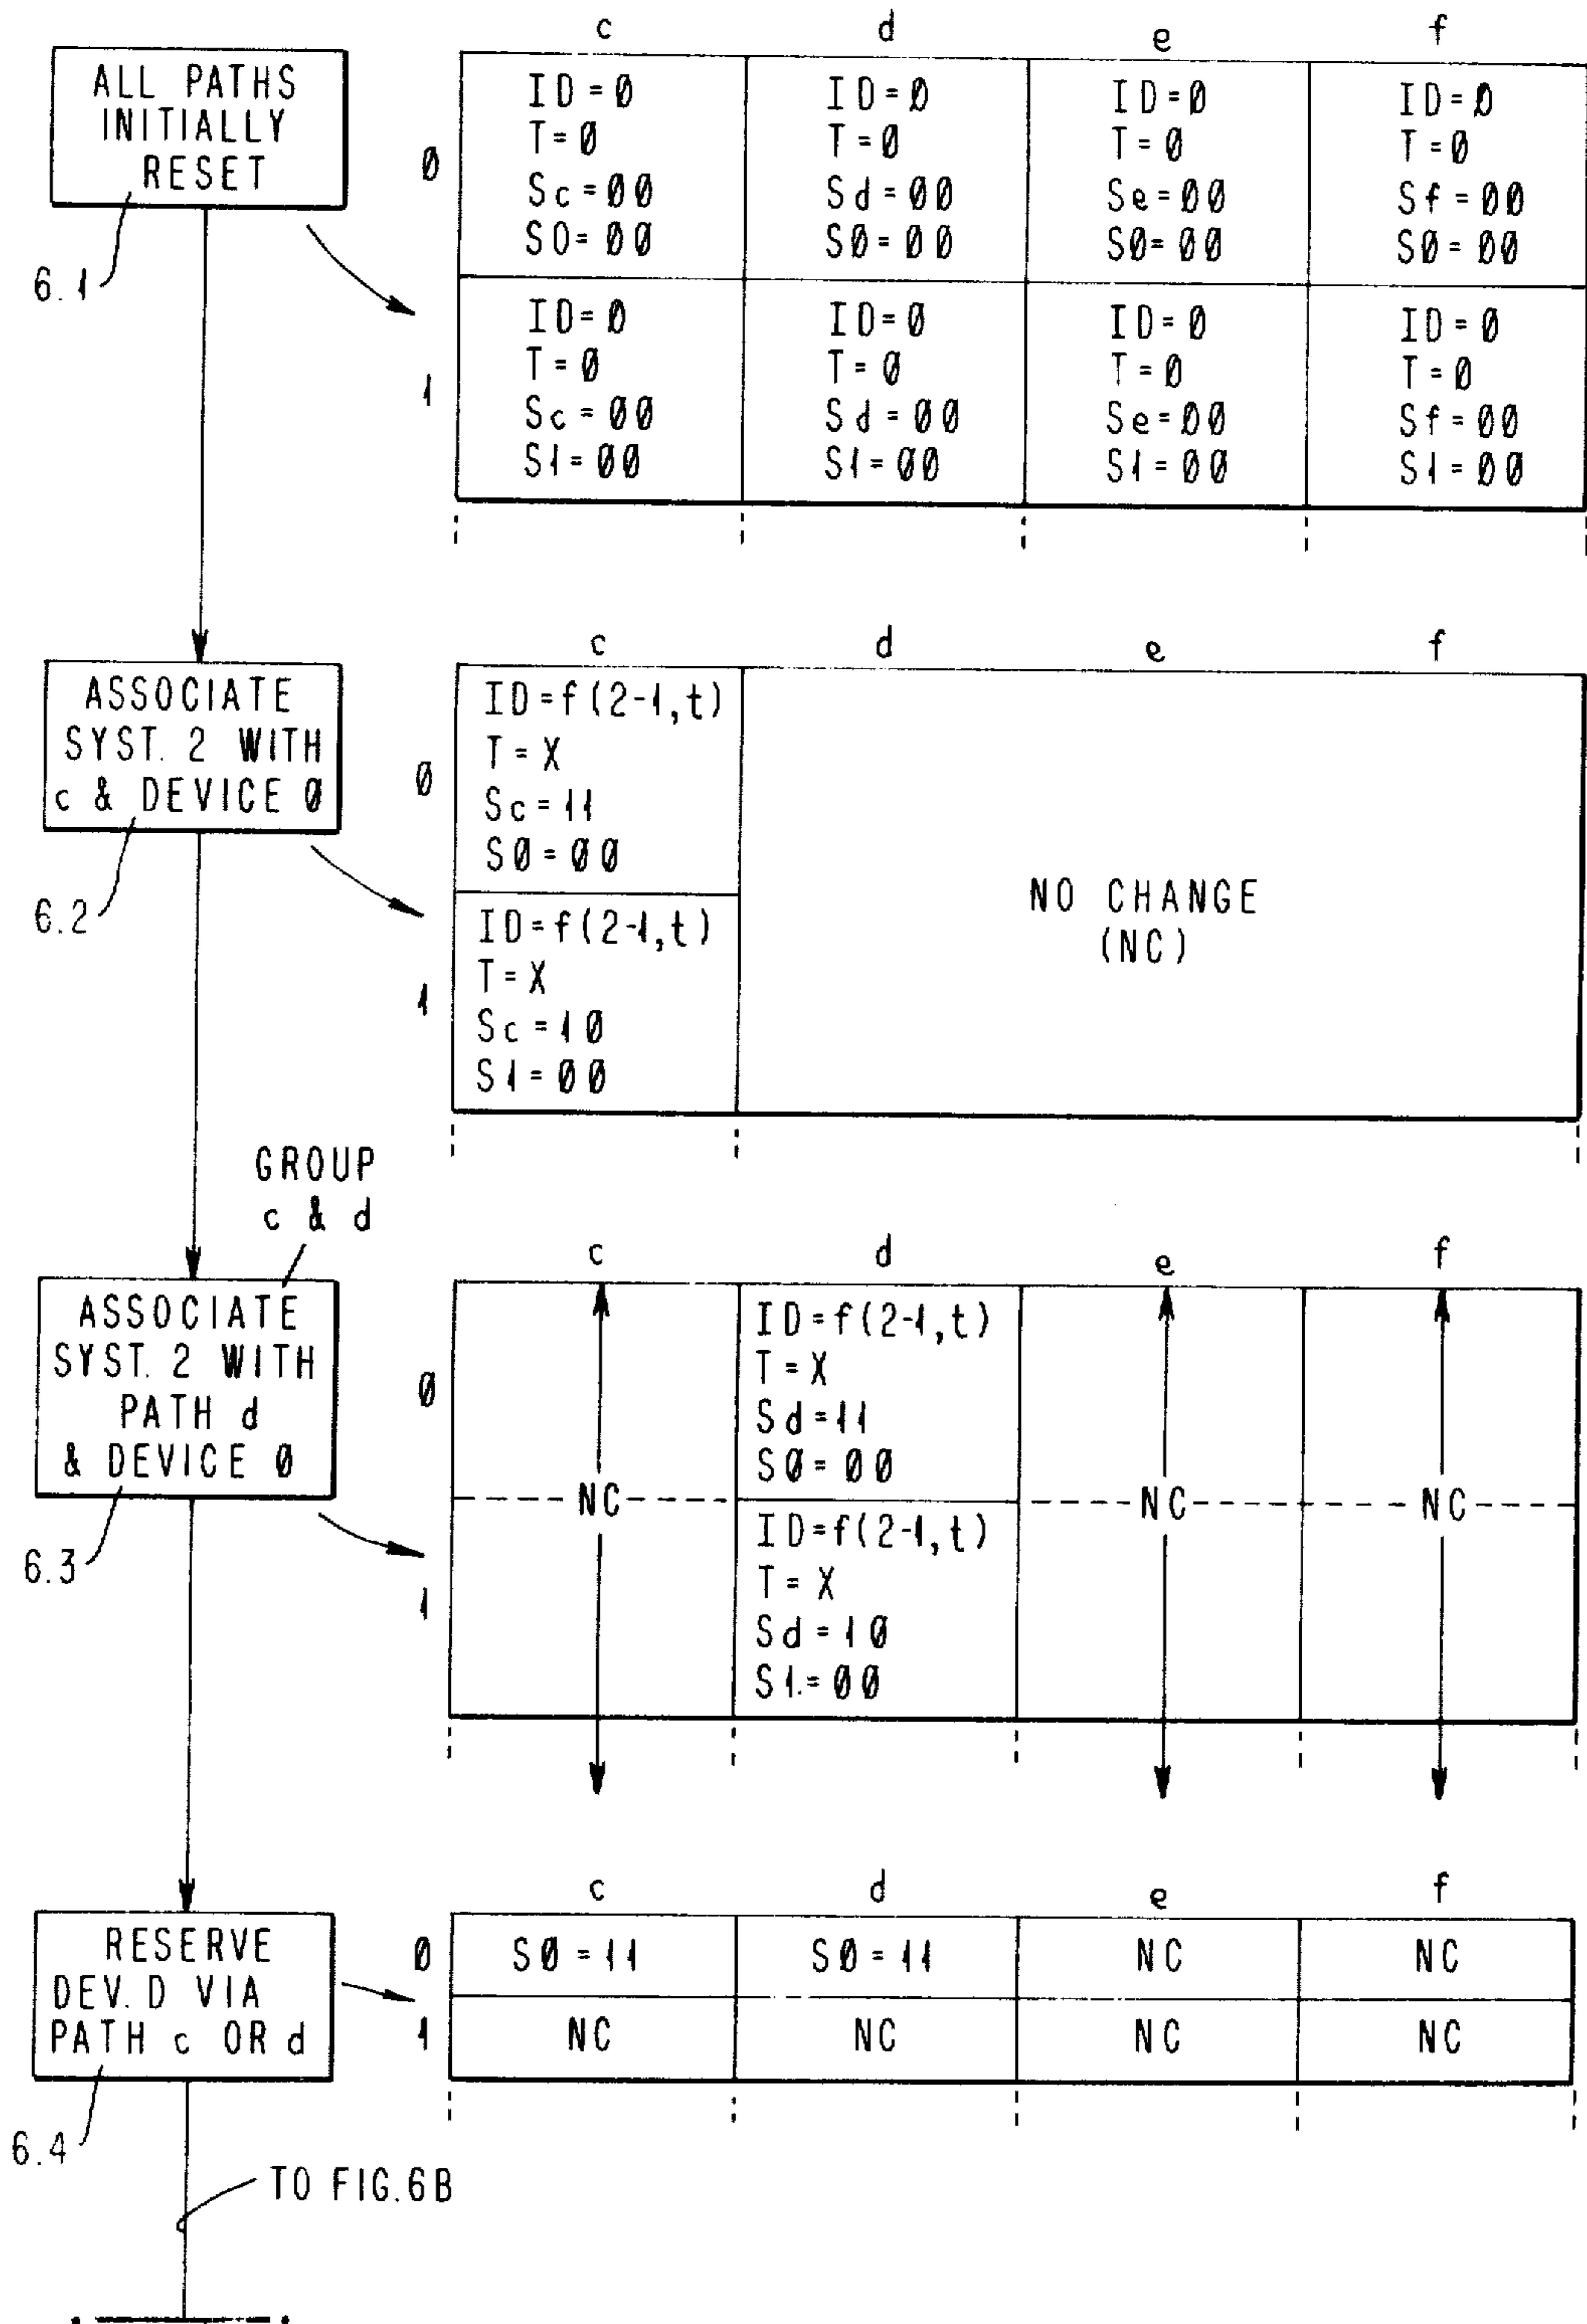 ALL PATHS
INITIALLY
RESET
6.1
c d e f
0
ID=0 ID=0 ID=0 ID=0
T=0 T=0 T=0 T=0
Sc=00 Sd=00 Se=00 Sf=00
S0=00 S0=00 S0=00 S0=00
1
ID=0 ID=0 ID=0 ID=0
T=0 T=0 T=0 T=0
Sc=00 Sd=00 Se=00 Sf=00
S1=00 S1=00 S1=00 S1=00
ASSOCIATE
SYST. 2 WITH
c & DEVICE 0
6.2
c d e f
0
ID=f(2-1,t)
T=X
Sc=11
S0=00
1
ID=f(2-1,t)
T=X
Sc=10
S1=00
NO CHANGE
(NC)
GROUP
c & d
ASSOCIATE
SYST. 2 WITH
PATH d
& DEVICE 0
6.3
c d e f
0
ID=f(2-1,t)
T=X
Sd=11
S0=00
NC NC NC
1
ID=f(2-1,t)
T=X
Sd=10
S1.=00
RESERVE
DEV. D VIA
PATH c OR d
6.4
c d e f
0 S0=11 S0=11 NC NC
1 NC NC NC NC
TO FIG.6B